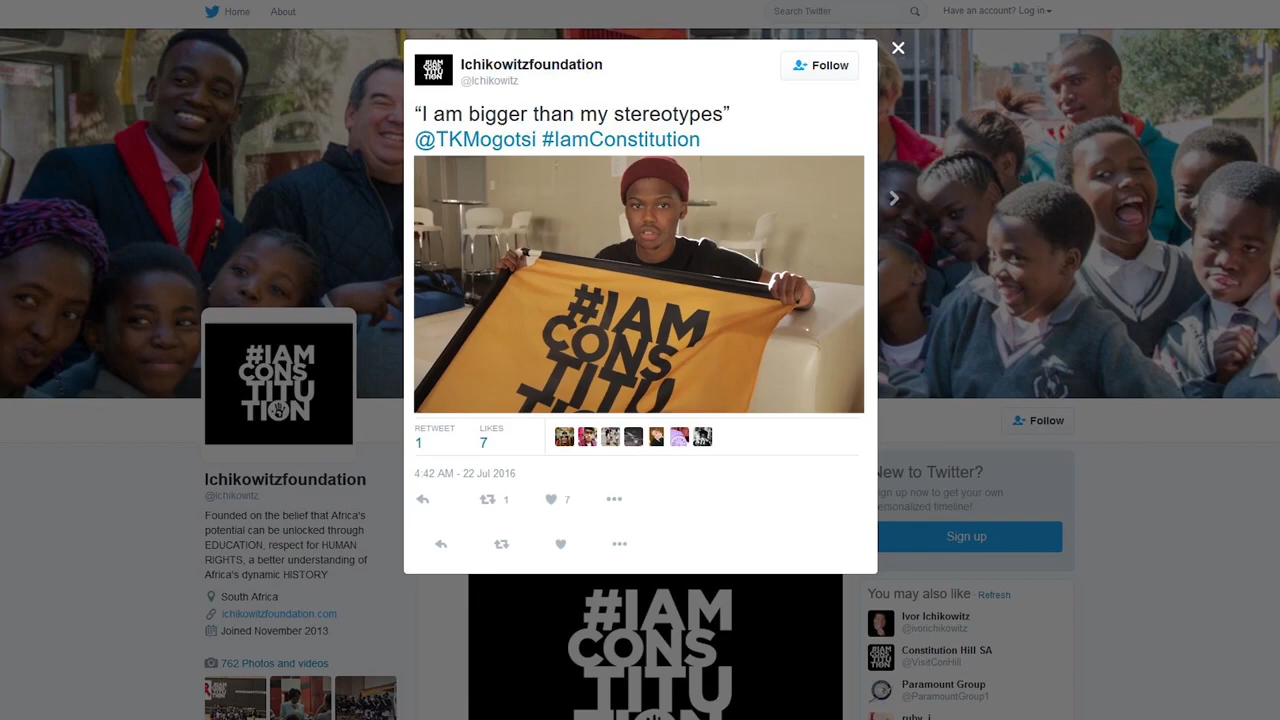 Home
About
Search Twitter
Have an account? Log in
Ichikowitzfoundation
@Ichikowitz
Follow
“I am bigger than my stereotypes”
@TKMogotsi #IamConstitution
#IAM
CONS
TITU
TION
RETWEET
1
LIKES
7
4:42 AM - 22 Jul 2016
1
7
#IAM
CONS
TITU
TION
Ichikowitzfoundation
@Ichikowitz
Founded on the belief that Africa's
potential can be unlocked through
EDUCATION, respect for HUMAN
RIGHTS, a better understanding of
Africa's dynamic HISTORY
South Africa
ichikowitzfoundation.com
Joined November 2013
762 Photos and videos
#IAM
CONS
TITU
TION
Follow
New to Twitter?
Sign up now to get your own
personalized timeline!
Sign up
You may also like · Refresh
Ivor Ichikowitz
@ivorichikowitz
Constitution Hill SA
@VisitConHill
Paramount Group
@ParamountGroup1